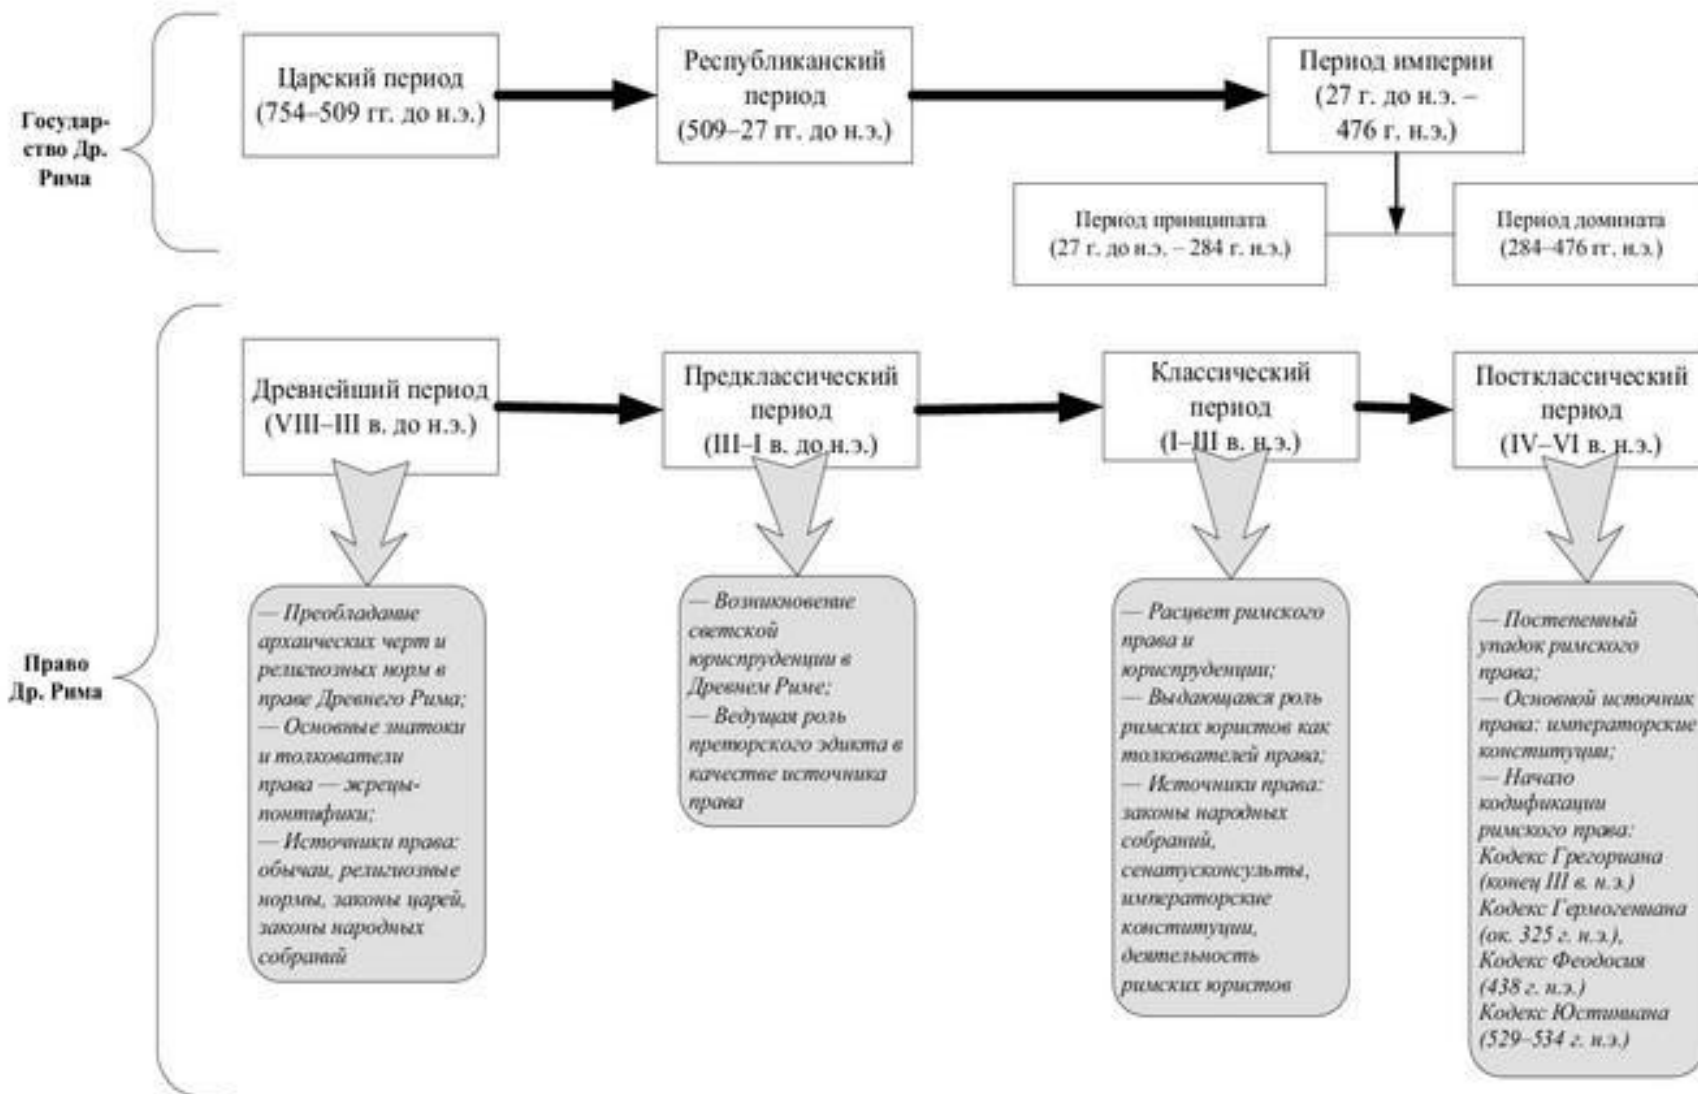 Государ-
ство Др.
Рима
Царский период
(754–509 гг. до н.э.)
Республиканский
период
(509–27 гг. до н.э.)
Период империи
(27 г. до н.э. –
476 г. н.э.)
Период принципата
(27 г. до н.э. – 284 г. н.э.)
Период домината
(284–476 гг. н.э.)
Право
Др. Рима
Древнейший период
(VIII–III в. до н.э.)
Предклассический
период
(III–I в. до н.э.)
Классический
период
(I–III в. н.э.)
Постклассический
период
(IV–VI в. н.э.)
— Преобладание
архаических черт и
религиозных норм в
праве Древнего Рима;
— Основные знатоки
и толкователи
права — жрецы-
понтифики;
— Источники права:
обычаи, религиозные
нормы, законы царей,
законы народных
собраний
— Возникновение
светской
юриспруденции в
Древнем Риме;
— Ведущая роль
преторского эдикта в
качестве источника
права
— Расцвет римского
права и
юриспруденции;
— Выдающаяся роль
римских юристов как
толкователей права;
— Источники права:
законы народных
собраний,
сенатусконсульты,
императорские
конституции,
деятельность
римских юристов
— Постепенный
упадок римского
права;
— Основной источник
права: императорские
конституции;
— Начало
кодификации
римского права:
Кодекс Грегориана
(конец III в. н.э.)
Кодекс Гермогениана
(ок. 325 г. н.э.),
Кодекс Феодосия
(438 г. н.э.)
Кодекс Юстиниана
(529–534 г. н.э.)